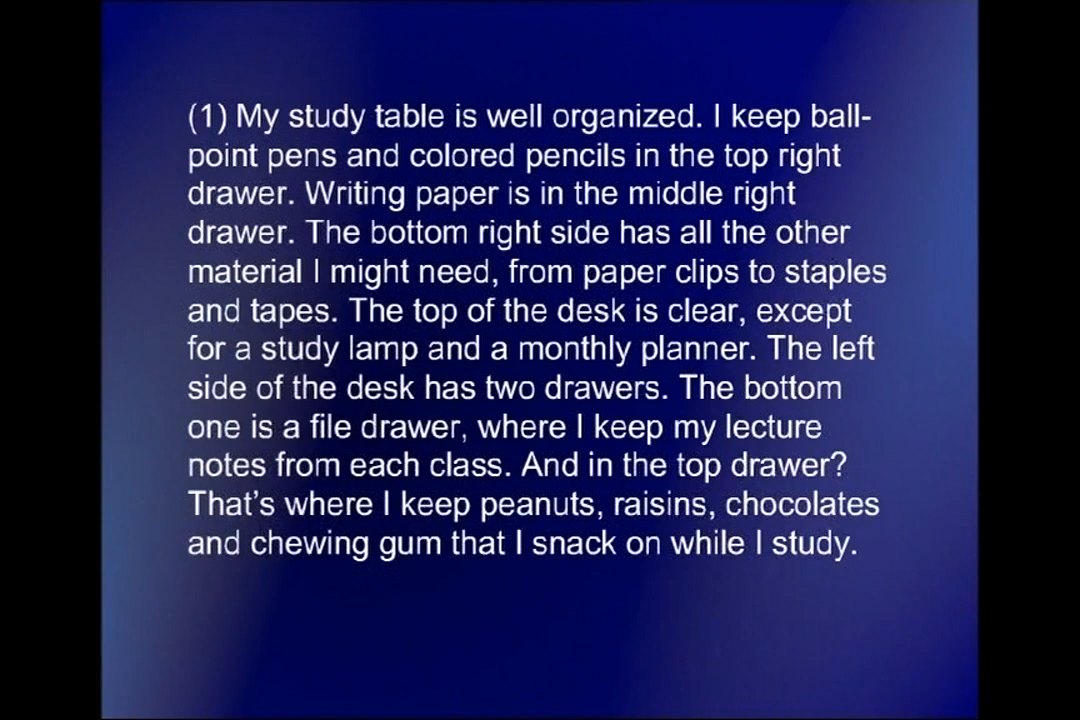 (1) My study table is well organized. I keep ball-
point pens and colored pencils in the top right
drawer. Writing paper is in the middle right
drawer. The bottom right side has all the other
material I might need, from paper clips to staples
and tapes. The top of the desk is clear, except
for a study lamp and a monthly planner. The left
side of the desk has two drawers. The bottom
one is a file drawer, where I keep my lecture
notes from each class. And in the top drawer?
That’s where I keep peanuts, raisins, chocolates
and chewing gum that I snack on while I study.